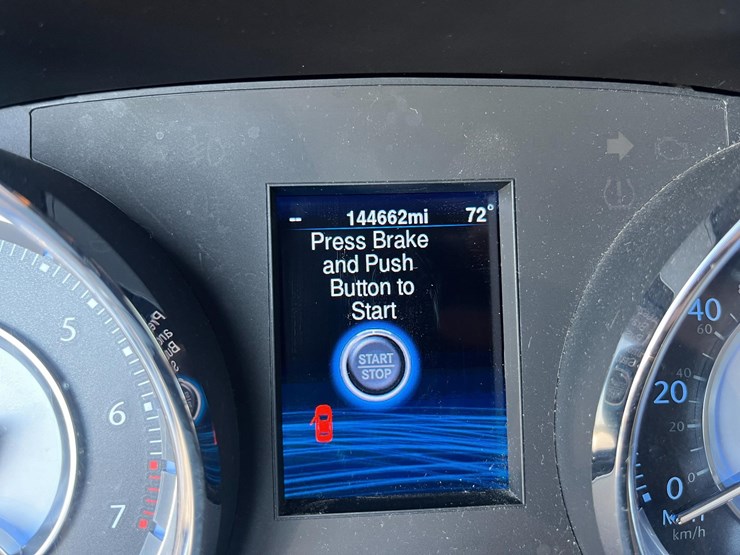 -- 144662mi 72°
Press Brake
and Push
Button to
Start
START
STOP
5
6
7
40
60
40
20
20
0
0
km/h